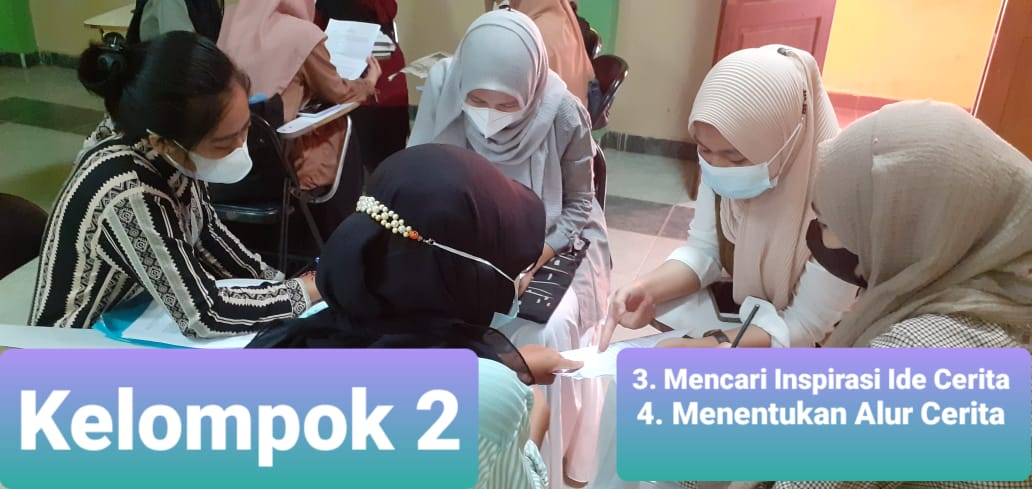 Kelompok 2
3. Mencari Inspirasi Ide Cerita
4. Menentukan Alur Cerita